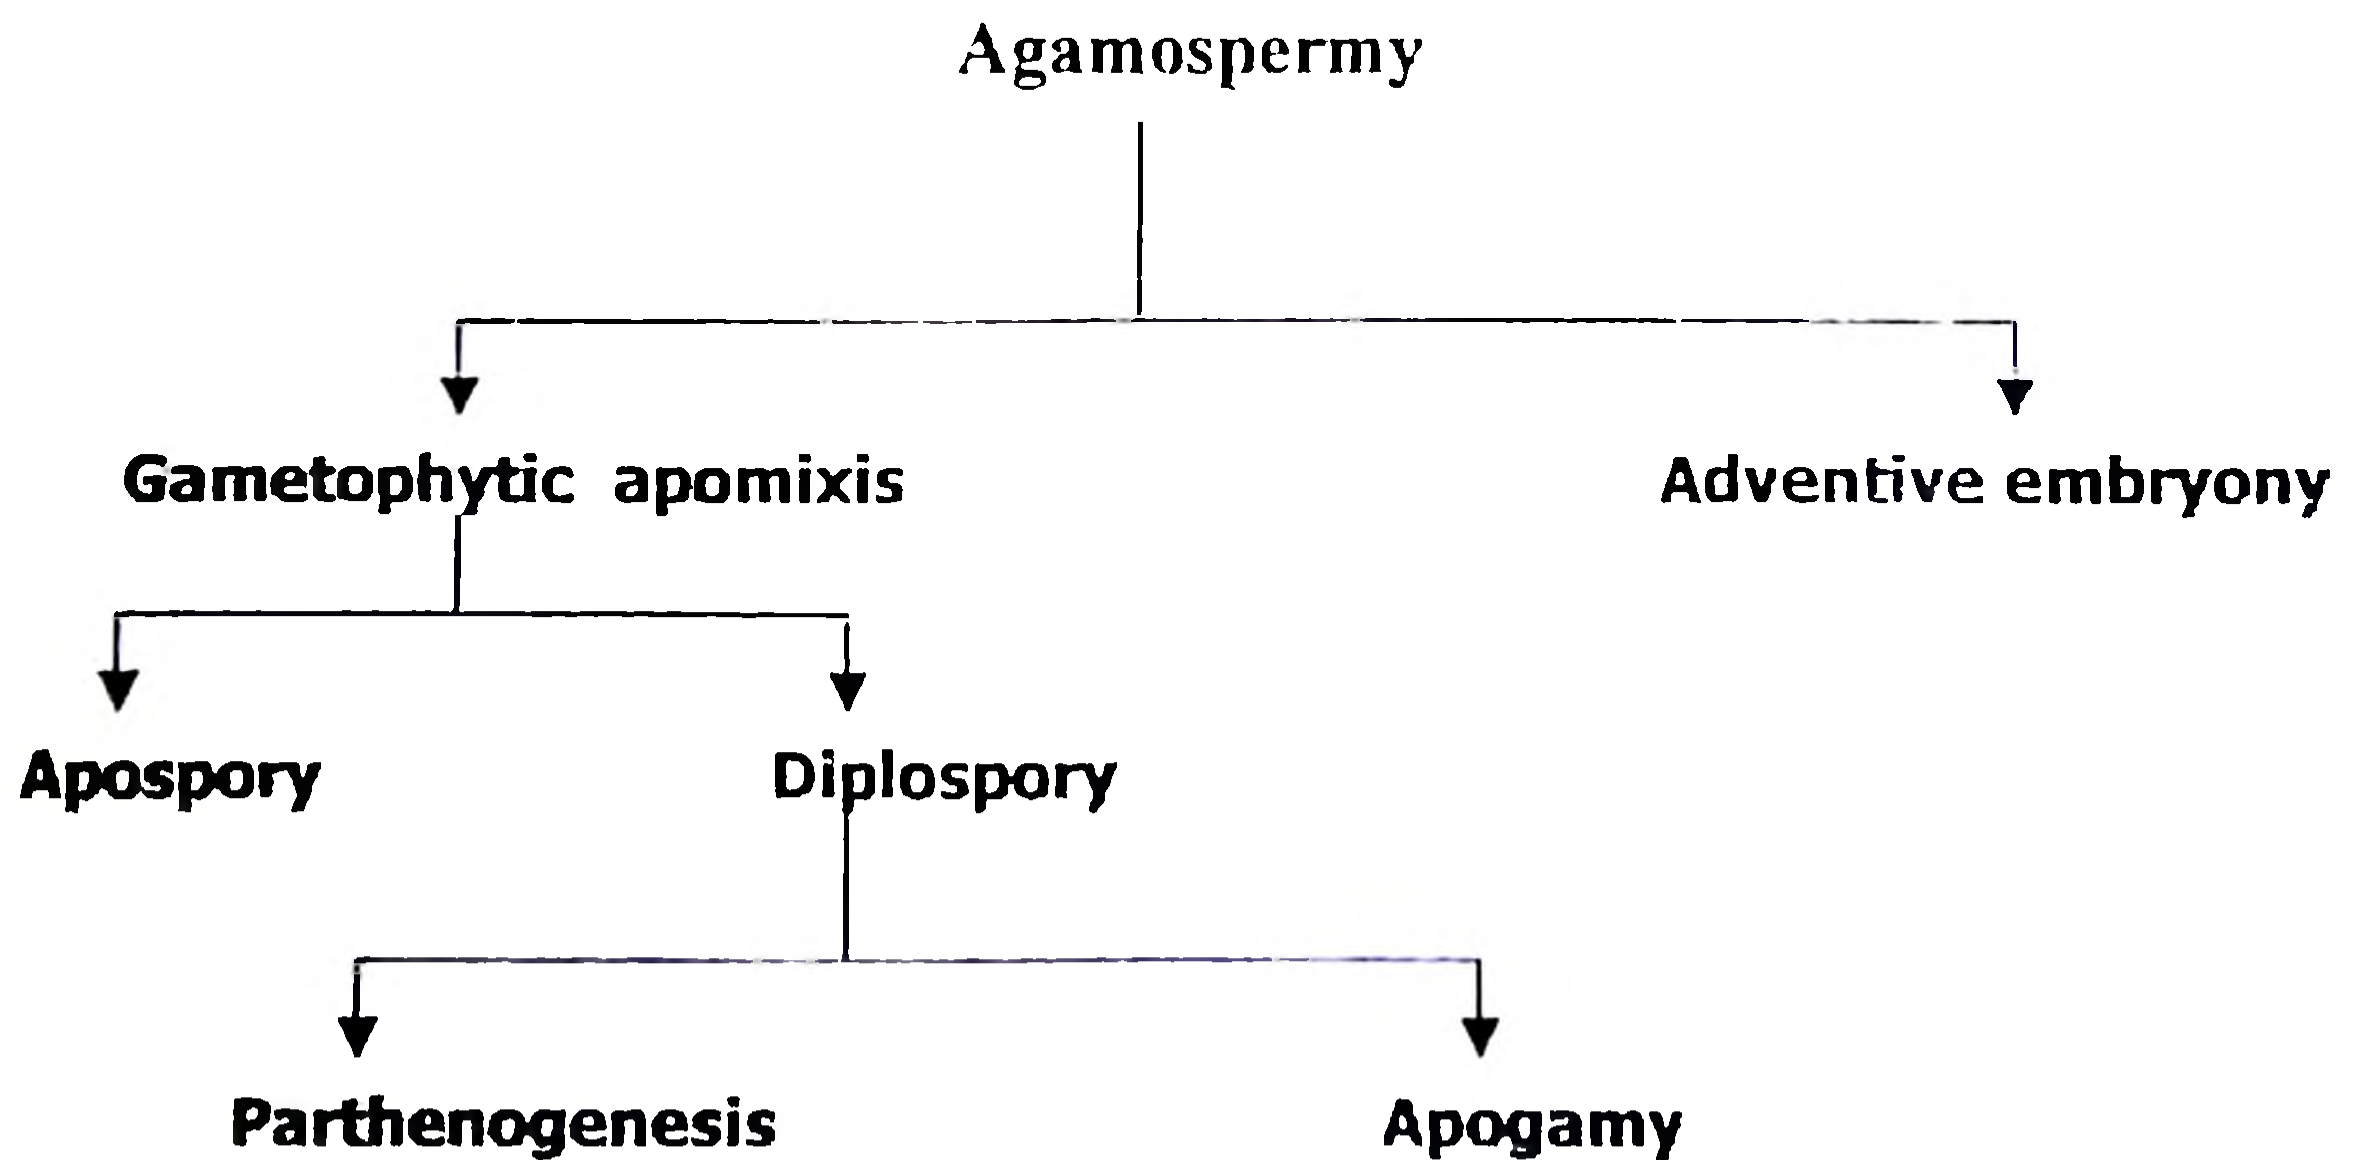 Agamospermy
Gametophytic apomixis
Adventive embryony
Apospory
Diplospory
Parthenogenesis
Apogamy